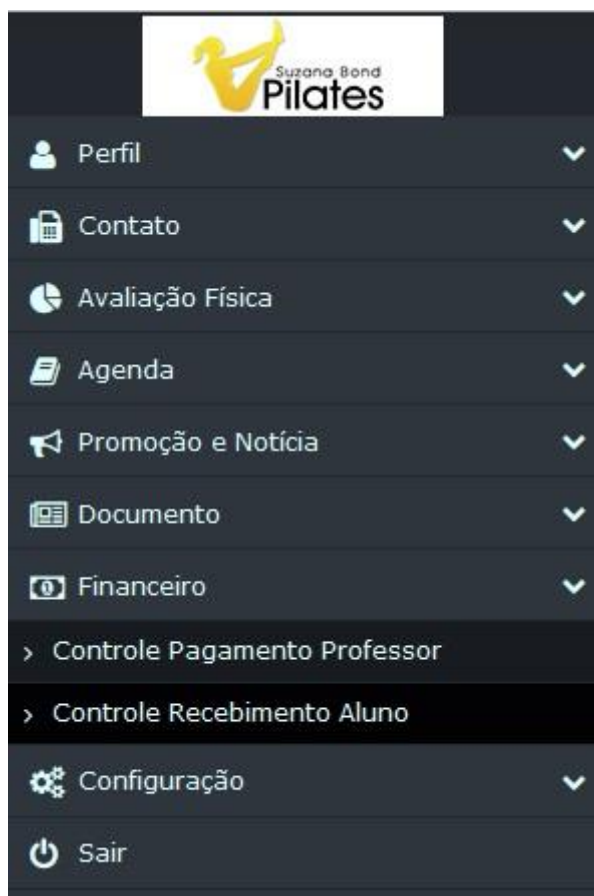 Suzana Bond
Pilates
Perfil
Contato
Avaliação Física
Agenda
Promoção e Notícia
Documento
Financeiro
Controle Pagamento Professor
Controle Recebimento Aluno
Configuração
Sair